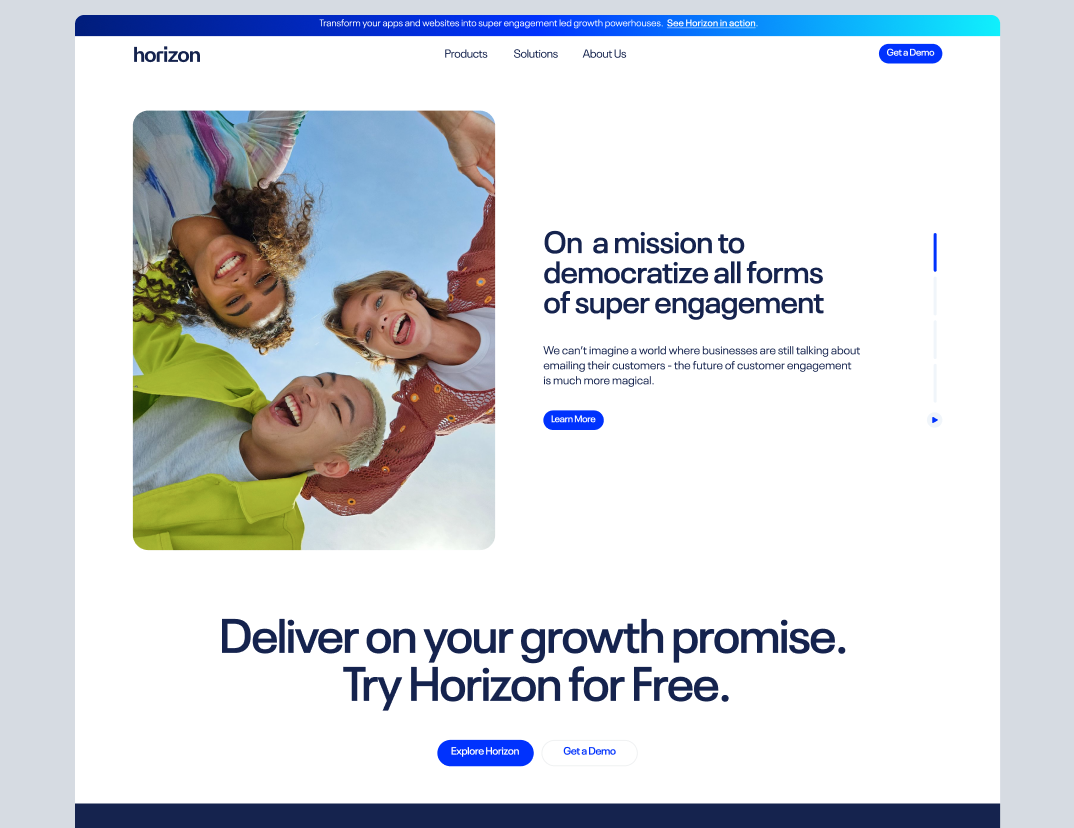 Transform your apps and websites into super engagement led growth powerhouses. See Horizon in action.
horizon
Products
Solutions
About Us
Get a Demo
On a mission to
democratize all forms
of super engagement
We can't imagine a world where businesses are still talking about
emailing their customers - the future of customer engagement
is much more magical.
Learn More
Deliver on your growth promise.
Try Horizon for Free.
Explore Horizon
Get a Demo